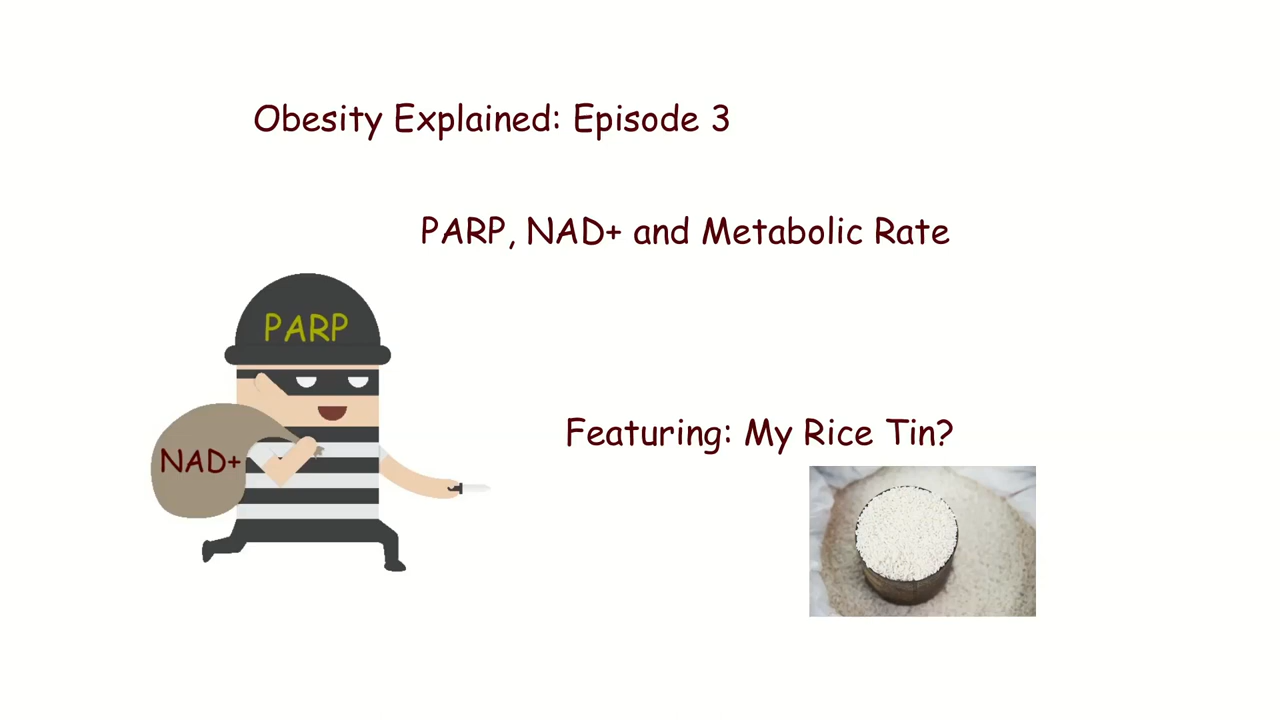 Obesity Explained: Episode 3
PARP, NAD+ and Metabolic Rate
PARP
NAD+
Featuring: My Rice Tin?